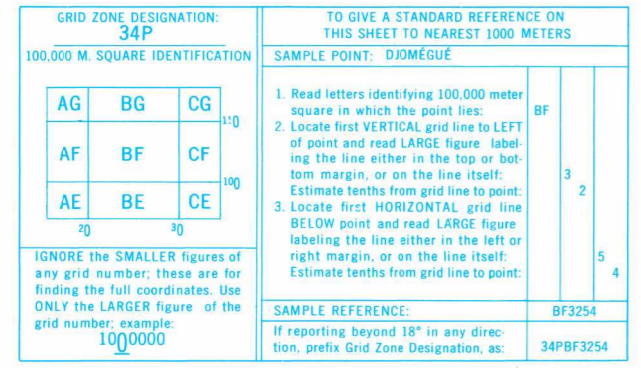 GRID ZONE DESIGNATION:
34P
100,000 M. SQUARE IDENTIFICATION
AG BG CG
110
AF BF CF
100
AE BE CE
20 30
IGNORE the SMALLER figures of
any grid number; these are for
finding the full coordinates. Use
ONLY the LARGER figure of the
grid number; example:
1000000
TO GIVE A STANDARD REFERENCE ON
THIS SHEET TO NEAREST 1000 METERS
SAMPLE POINT: DJOMÉGUÉ
1. Read letters identifying 100,000 meter
square in which the point lies: BF
2. Locate first VERTICAL grid line to LEFT
of point and read LARGE figure label-
ing the line either in the top or bot-
tom margin, or on the line itself: 3
Estimate tenths from grid line to point: 2
3. Locate first HORIZONTAL grid line
BELOW point and read LARGE figure
labeling the line either in the left or
right margin, or on the line itself: 5
Estimate tenths from grid line to point: 4
SAMPLE REFERENCE: BF3254
If reporting beyond 18° in any direc-
tion, prefix Grid Zone Designation, as: 34PBF3254